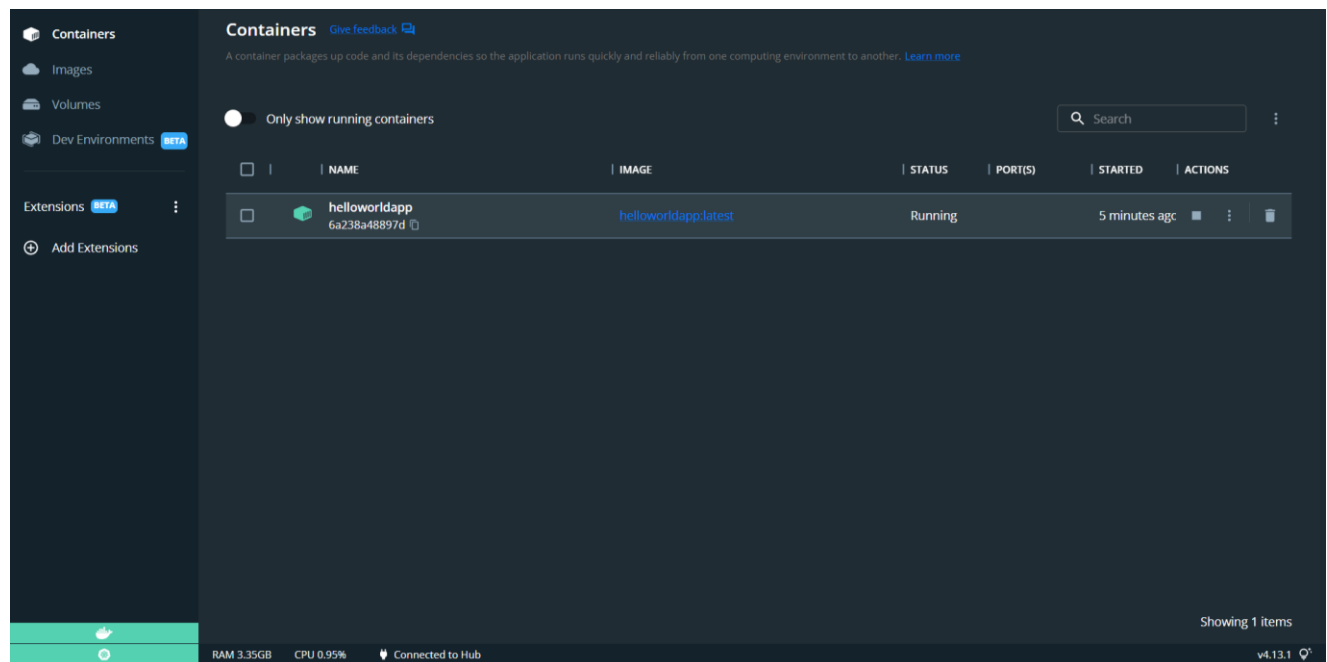 Containers
Images
Volumes
Dev Environments BETA
Extensions BETA
Add Extensions
Containers Give feedback
A container packages up code and its dependencies so the application runs quickly and reliably from one computing environment to another. Learn more
Only show running containers
Search
NAME IMAGE STATUS PORT(S) STARTED ACTIONS
helloworldapp helloworldapp:latest Running 5 minutes agc
6a238a48897d
Showing 1 items
RAM 3.35GB CPU 0.95% Connected to Hub v4.13.1